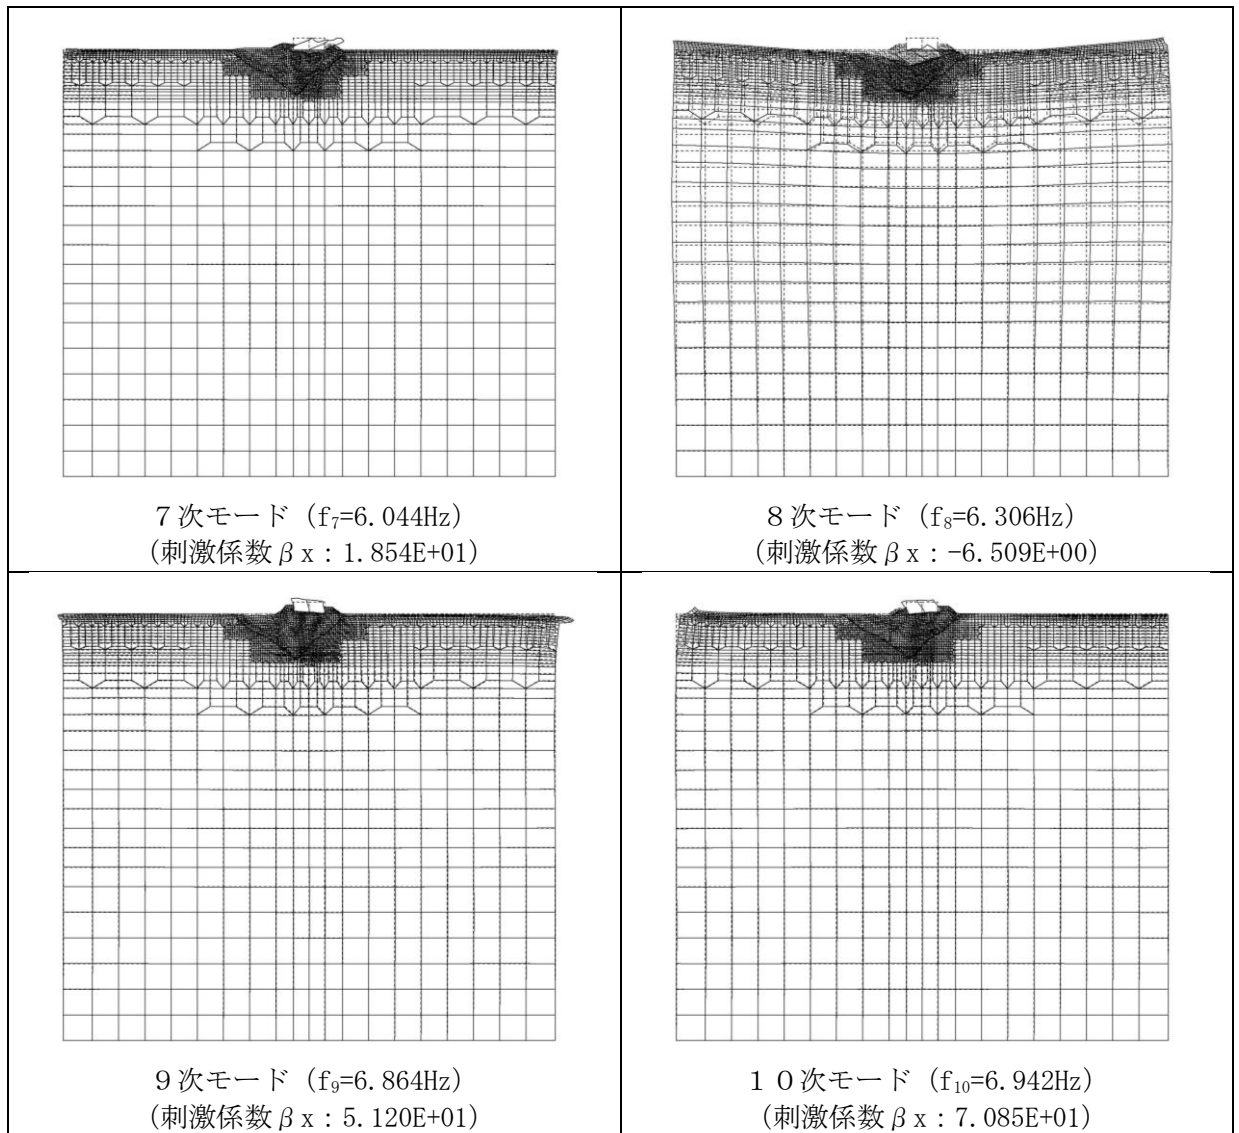 7次モード (f₇=6.044Hz)
(刺激係数βx:1.854E+01)
8次モード (f₈=6.306Hz)
(刺激係数βx:-6.509E+00)
9次モード (f₉=6.864Hz)
(刺激係数βx:5.120E+01)
10次モード (f₁₀=6.942Hz)
(刺激係数βx:7.085E+01)